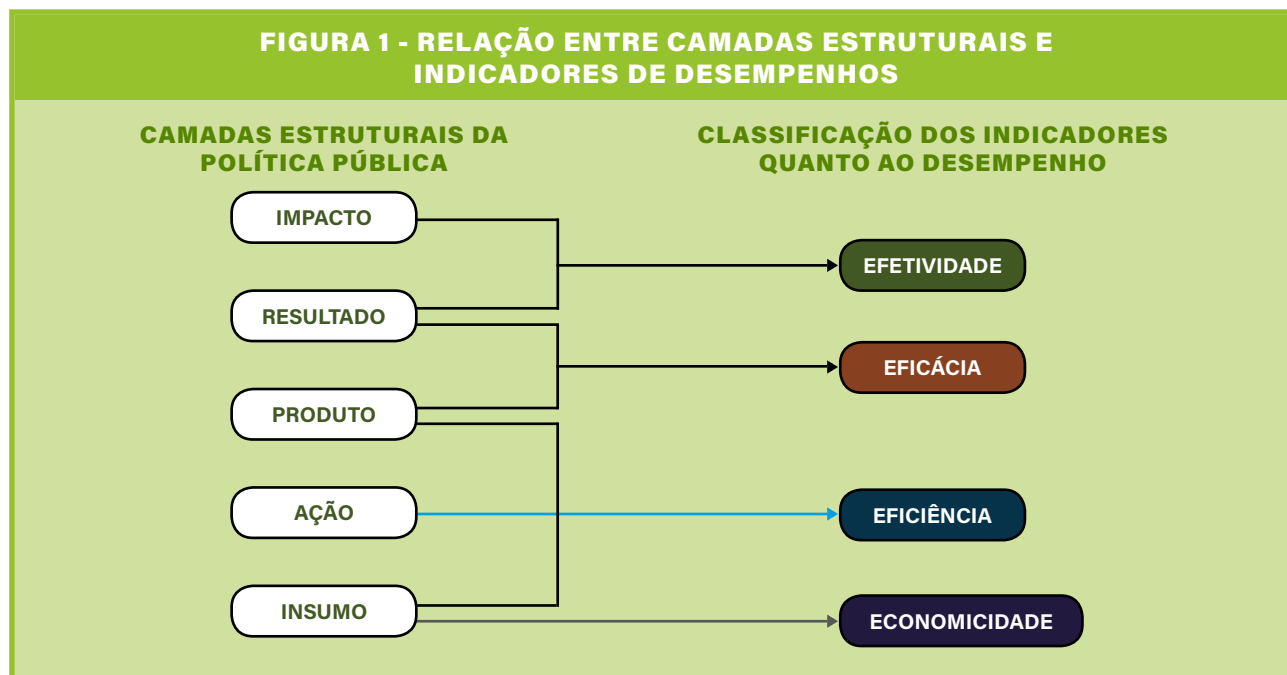 FIGURA 1 - RELAÇÃO ENTRE CAMADAS ESTRUTURAIS E
INDICADORES DE DESEMPENHOS
CAMADAS ESTRUTURAIS DA
POLÍTICA PÚBLICA
IMPACTO
RESULTADO
PRODUTO
AÇÃO
INSUMO
CLASSIFICAÇÃO DOS INDICADORES
QUANTO AO DESEMPENHO
EFETIVIDADE
EFICÁCIA
EFICIÊNCIA
ECONOMICIDADE